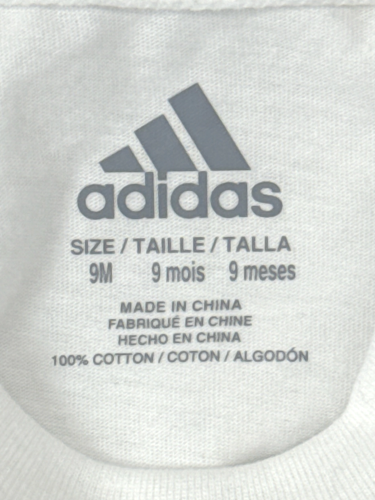 adidas
SIZE / TAILLE / TALLA
9M 9 mois 9 meses
MADE IN CHINA
FABRIQUÉ EN CHINE
HECHO EN CHINA
100% COTTON / COTON / ALGODÓN